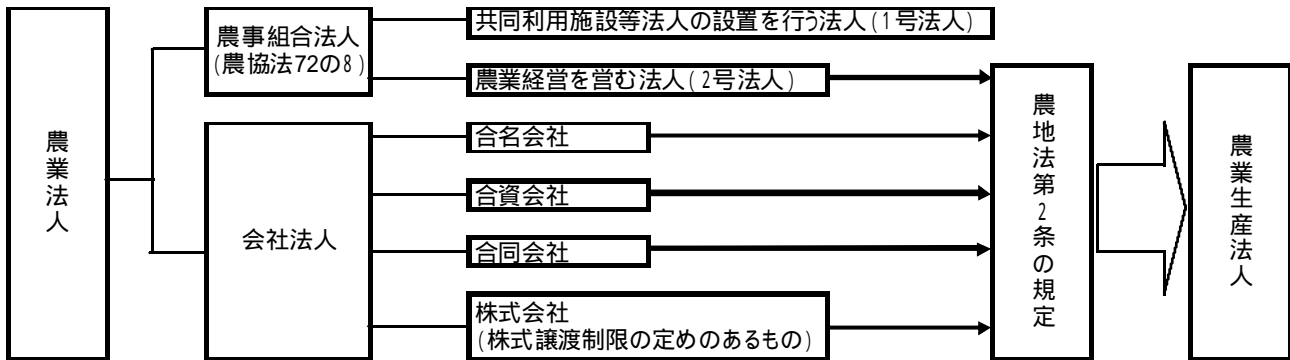 農業法人
農事組合法人
(農協法72の8)
会社法人
共同利用施設等法人の設置を行う法人(1号法人)
農業経営を営む法人(2号法人)
合名会社
合資会社
合同会社
株式会社
(株式譲渡制限の定めのあるもの)
農地法第2条の規定
農業生産法人